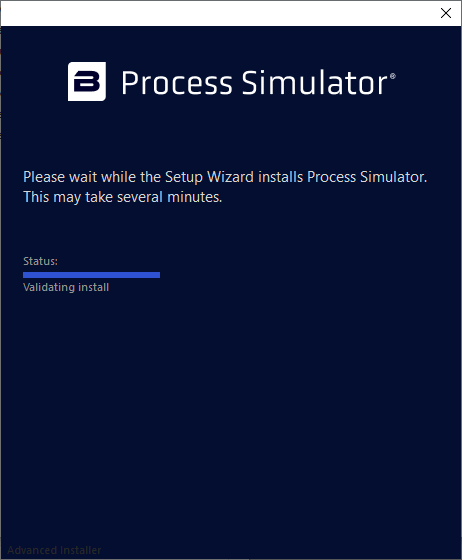 Process Simulator®
Please wait while the Setup Wizard installs Process Simulator.
This may take several minutes.
Status:
Validating install
Advanced Installer